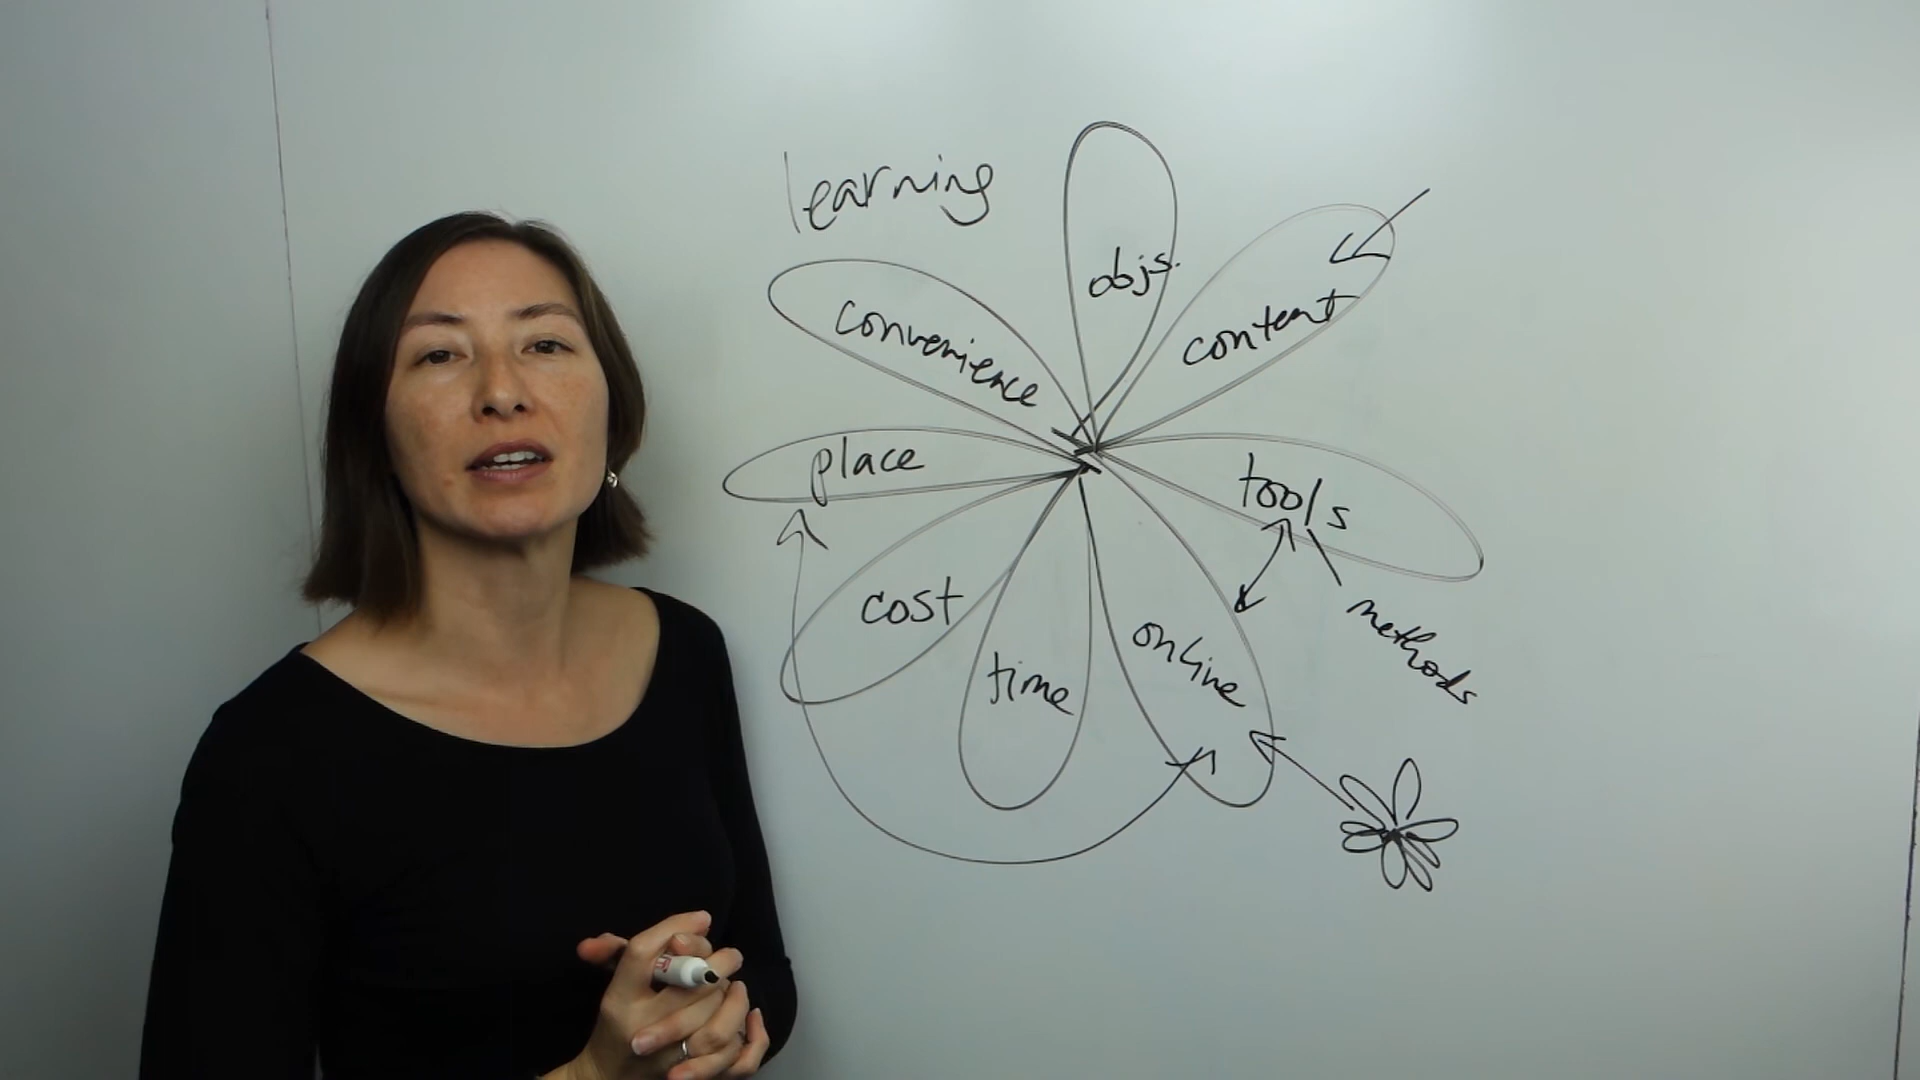 learning
objs.
content
convenience
place
tools
cost
time
online
methods